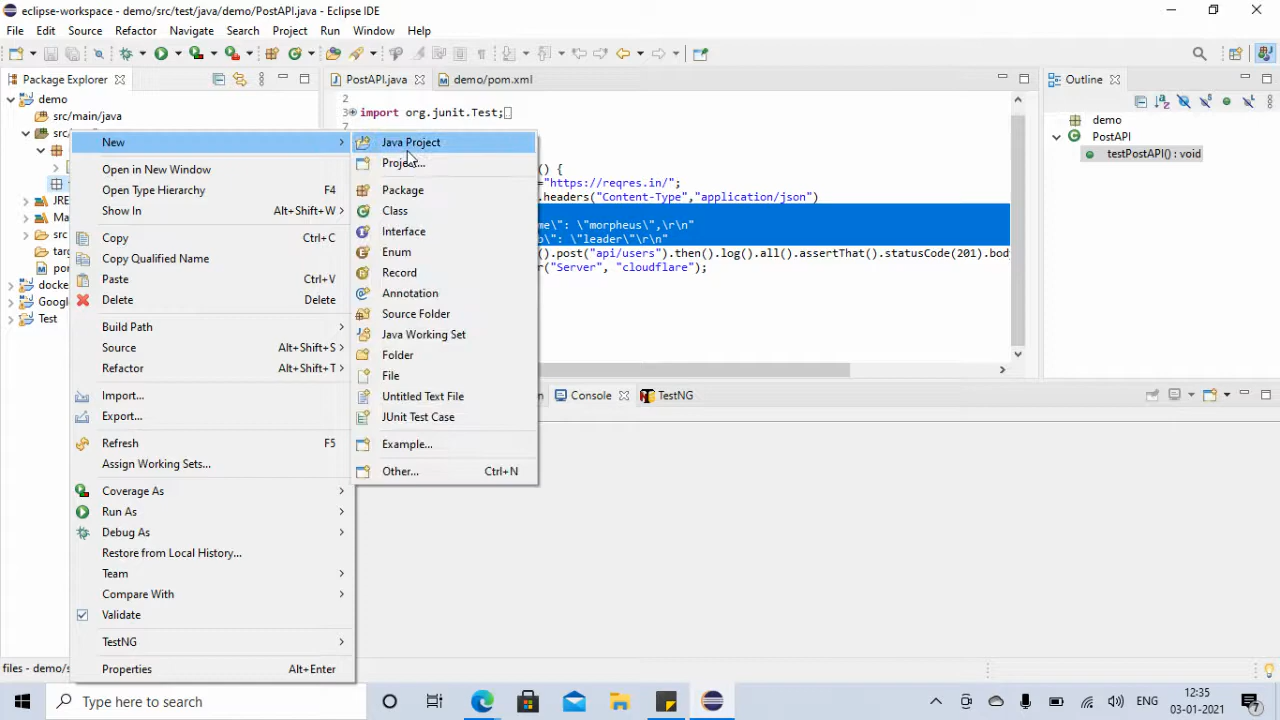 eclipse-workspace - demo/src/test/java/demo/PostAPI.java - Eclipse IDE
File Edit Source Refactor Navigate Search Project Run Window Help
Package Explorer
PostAPI.java
demo/pom.xml
Outline
demo
src/main/java
src/
JRE
Ma
src
tar
por
docke
Googl
Test
2
3
import org.junit.Test;
7
() {
="https://reqres.in/";
.headers("Content-Type","application/json")
me\": \"morpheus\",\r\n"
b\": \"leader\"\r\n"
().post("api/users").then().log().all().assertThat().statusCode(201).bod
r("Server", "cloudflare");
demo
PostAPI
testPostAPI() : void
New
Open in New Window
Open Type Hierarchy F4
Show In Alt+Shift+W
Copy Ctrl+C
Copy Qualified Name
Paste Ctrl+V
Delete Delete
Build Path
Source Alt+Shift+S
Refactor Alt+Shift+T
Import...
Export...
Refresh F5
Assign Working Sets...
Coverage As
Run As
Debug As
Restore from Local History...
Team
Compare With
Validate
TestNG
Properties Alt+Enter
Java Project
Project...
Package
Class
Interface
Enum
Record
Annotation
Source Folder
Java Working Set
Folder
File
Untitled Text File
JUnit Test Case
Example...
Other... Ctrl+N
n
Console
TestNG
files - demo/s
Type here to search
ENG
12:35
03-01-2021
7